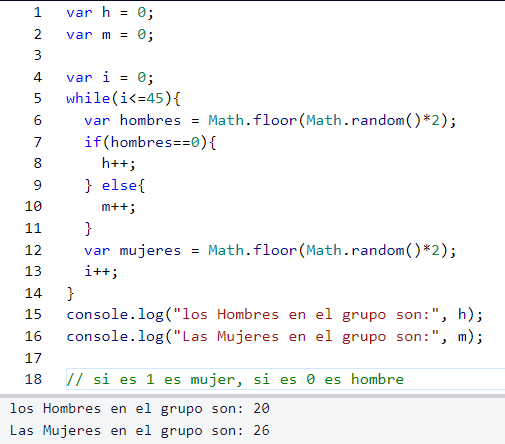 1 var h = 0;
2 var m = 0;
3
4 var i = 0;
5 while(i<=45){
6 var hombres = Math.floor(Math.random()*2);
7 if(hombres==0){
8 h++;
9 } else{
10 m++;
11 }
12 var mujeres = Math.floor(Math.random()*2);
13 i++;
14 }
15 console.log("los Hombres en el grupo son:", h);
16 console.log("Las Mujeres en el grupo son:", m);
17
18 // si es 1 es mujer, si es 0 es hombre
los Hombres en el grupo son: 20
Las Mujeres en el grupo son: 26